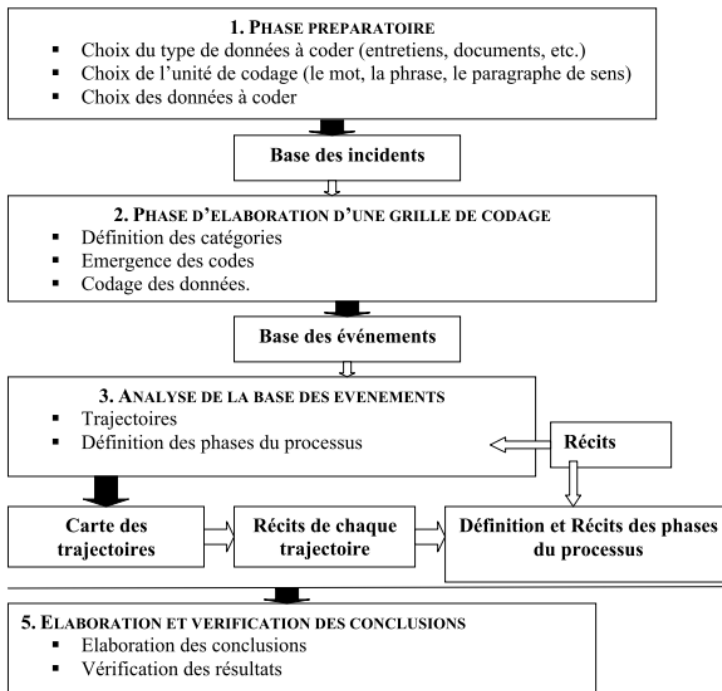 1. PHASE PREPARATOIRE
▪ Choix du type de données à coder (entretiens, documents, etc.)
▪ Choix de l'unité de codage (le mot, la phrase, le paragraphe de sens)
▪ Choix des données à coder
Base des incidents
2. PHASE D'ELABORATION D'UNE GRILLE DE CODAGE
▪ Définition des catégories
▪ Emergence des codes
▪ Codage des données.
Base des événements
3. ANALYSE DE LA BASE DES EVENEMENTS
▪ Trajectoires
▪ Définition des phases du processus
Récits
Carte des
trajectoires
Récits de chaque
trajectoire
Définition et Récits des phases
du processus
5. ELABORATION ET VERIFICATION DES CONCLUSIONS
▪ Elaboration des conclusions
▪ Vérification des résultats